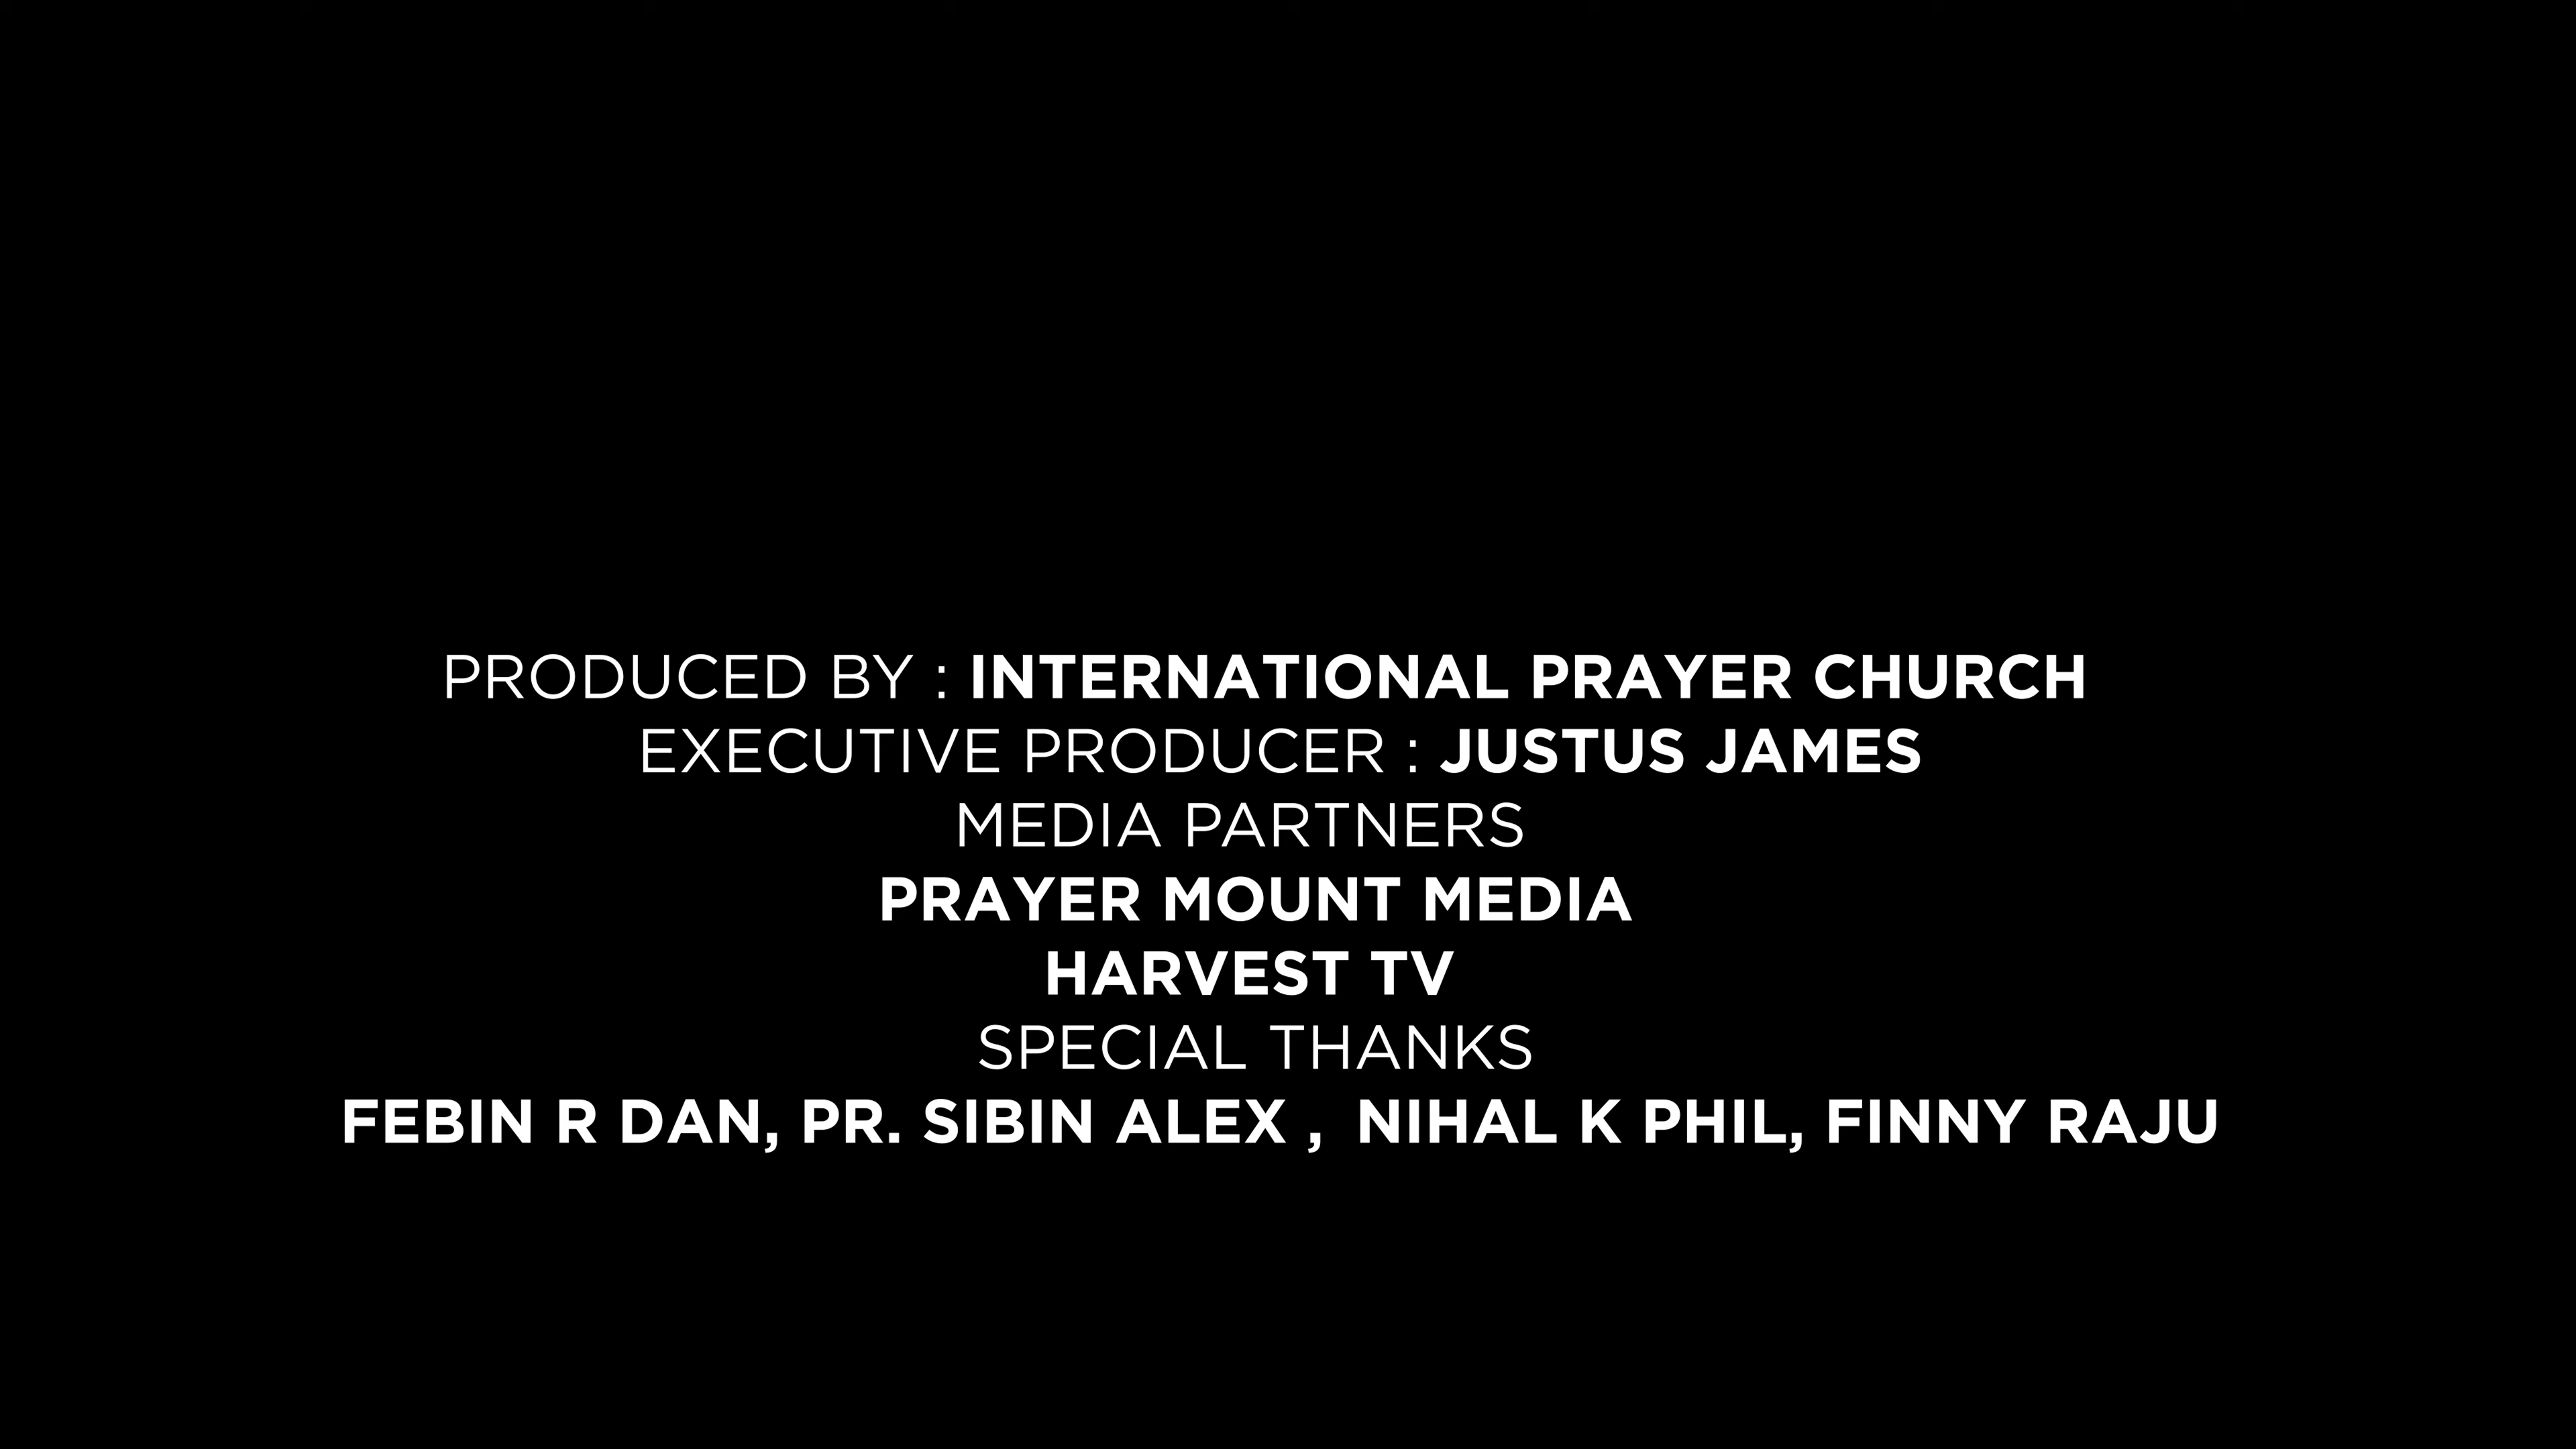 PRODUCED BY : INTERNATIONAL PRAYER CHURCH
EXECUTIVE PRODUCER : JUSTUS JAMES
MEDIA PARTNERS
PRAYER MOUNT MEDIA
HARVEST TV
SPECIAL THANKS
FEBIN R DAN, PR. SIBIN ALEX , NIHAL K PHIL, FINNY RAJU